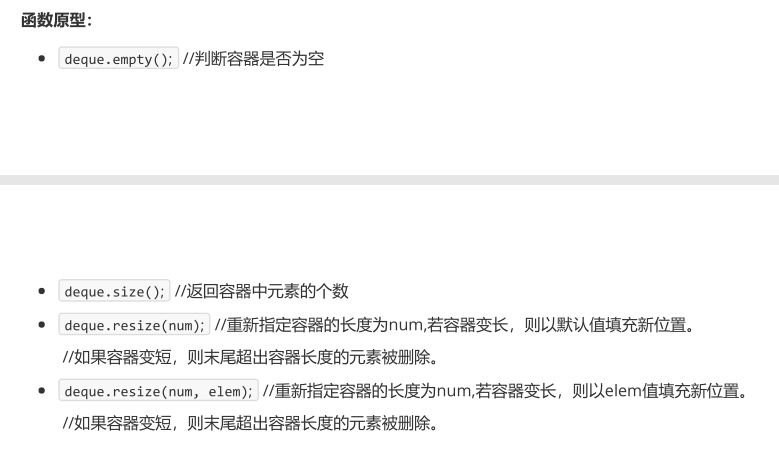 函数原型：
deque.empty(); //判断容器是否为空
deque.size(); //返回容器中元素的个数
deque.resize(num); //重新指定容器的长度为num,若容器变长，则以默认值填充新位置。
//如果容器变短，则末尾超出容器长度的元素被删除。
deque.resize(num, elem); //重新指定容器的长度为num,若容器变长，则以elem值填充新位置。
//如果容器变短，则末尾超出容器长度的元素被删除。